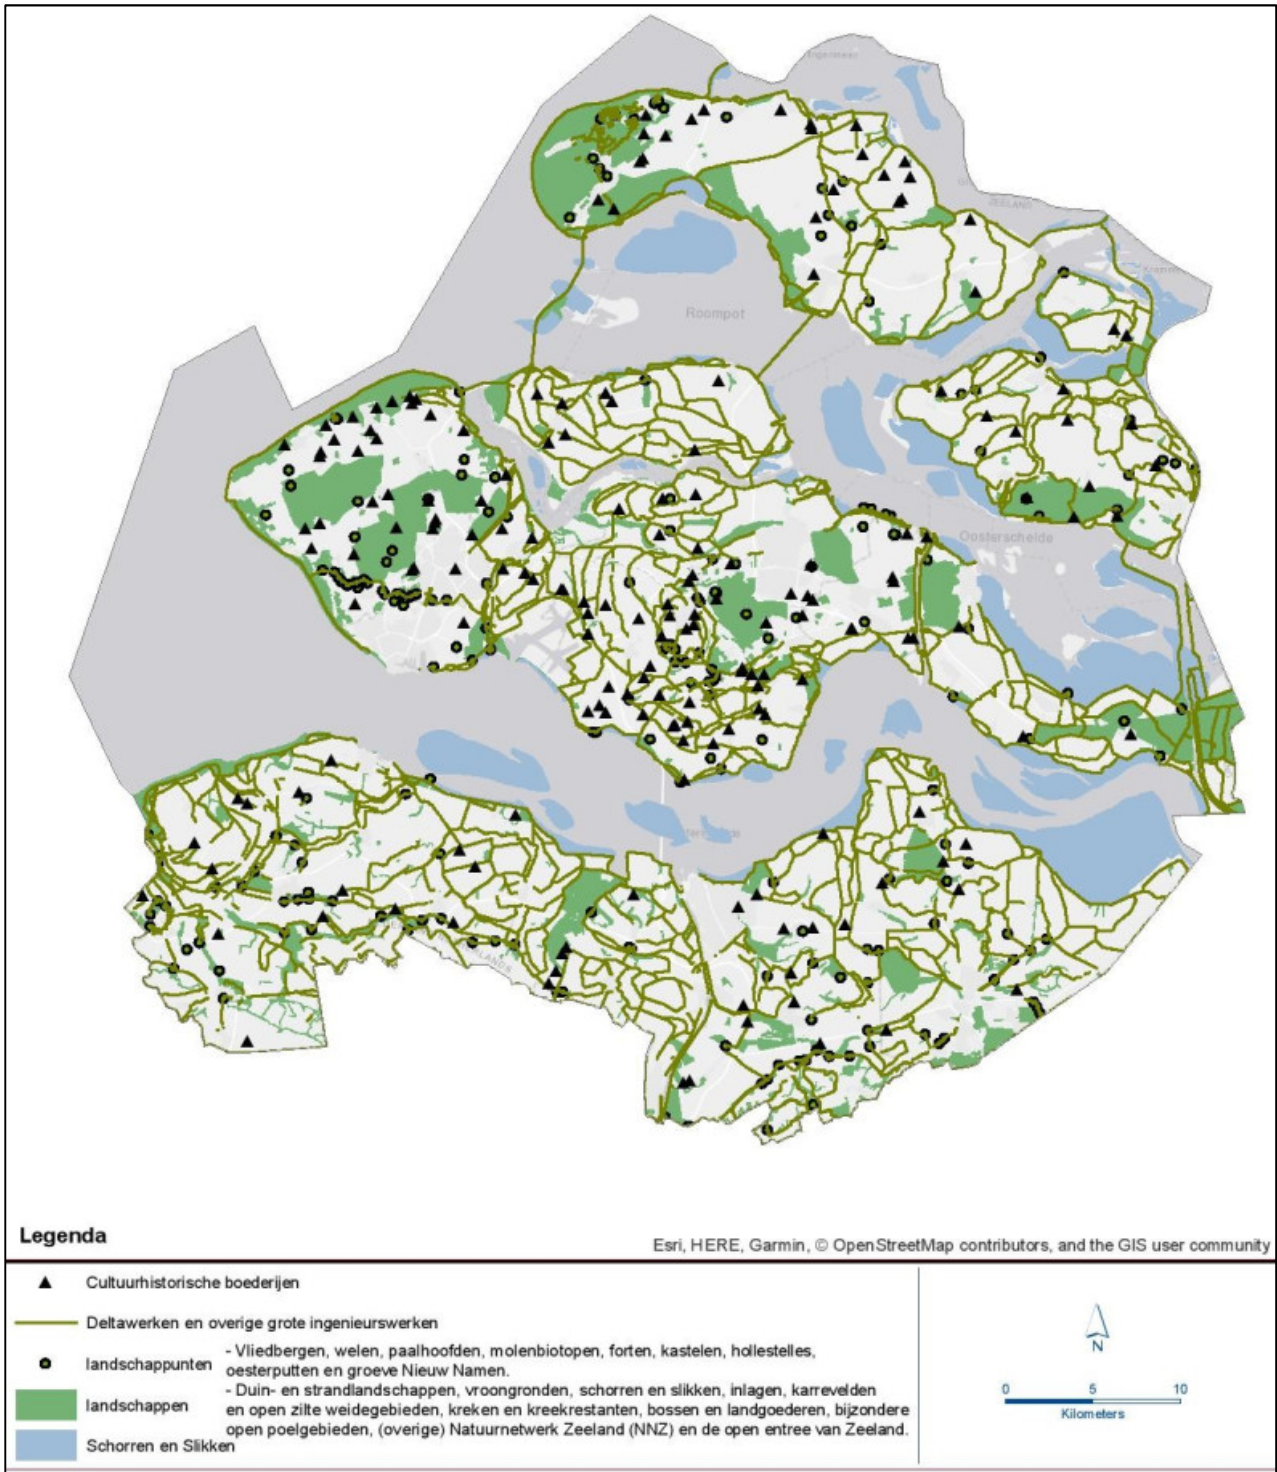 ZEELAND
Roompot
Oosterschelde
Legenda
Esri, HERE, Garmin, © OpenStreetMap contributors, and the GIS user community
Cultuurhistorische boederijen
Deltawerken en overige grote ingenieurswerken
landschappunten
- Vliedbergen, welen, paalhoofden, molenbiotopen, forten, kastelen, hollestelles,
oesterputten en groeve Nieuw Namen.
landschappen
- Duin- en strandlandschappen, vroongronden, schorren en slikken, inlagen, karrevelden
en open zilte weidegebieden, kreken en kreekrestanten, bossen en landgoederen, bijzondere
open poelgebieden, (overige) Natuurnetwerk Zeeland (NNZ) en de open entree van Zeeland.
Schorren en Slikken
N
0 5 10
Kilometers